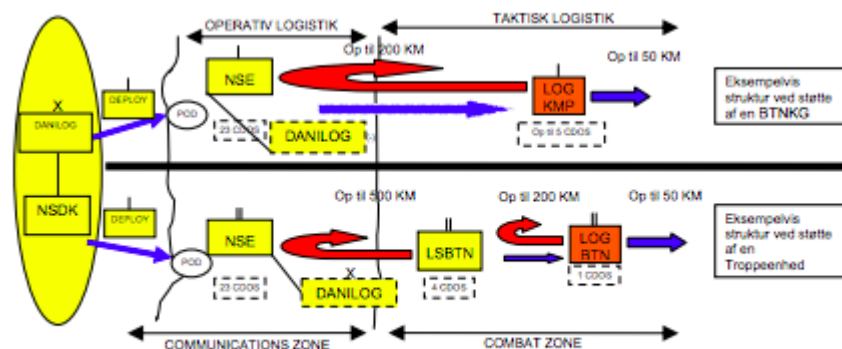 OPERATIV LOGISTIK
TAKTISK LOGISTIK
Op til 200 KM
Op til 50 KM
X
DANILOG
DEPLOY
POD
NSE
23 CDOS
DANILOG
(-)
LOG
KMP
Op til 5 CDOS
Eksempelvis
struktur ved støtte
af en BTNKG
NSDK
DEPLOY
POD
NSE
23 CDOS
Op til 500 KM
X
DANILOG
LSBTN
4 CDOS
Op til 200 KM
LOG
BTN
1 CDOS
Op til 50 KM
Eksempelvis
struktur ved støtte
af en
Troppeenhed
COMMUNICATIONS ZONE
COMBAT ZONE